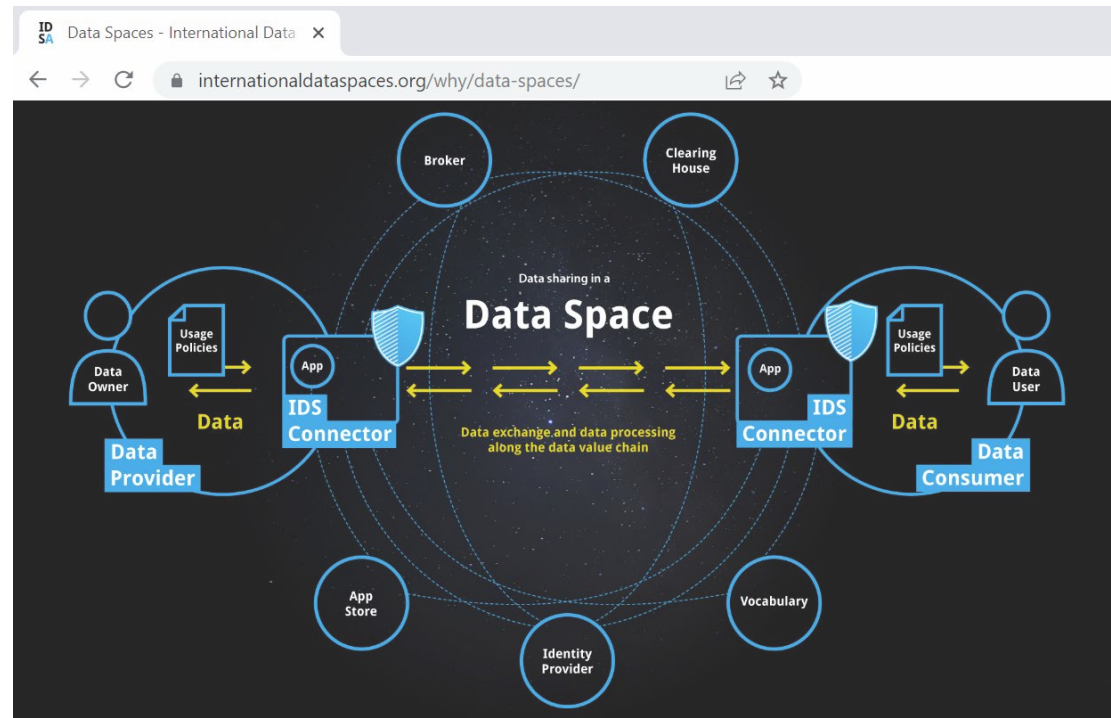 ID
SA
Data Spaces - International Data
internationaldataspaces.org/why/data-spaces/
Broker
Clearing
House
Data sharing in a
Data Space
Usage
Policies
Data
Owner
App
Data
IDS
Connector
Data
Provider
Data exchange and data processing
along the data value chain
App
Usage
Policies
Data
User
Data
IDS
Connector
Data
Consumer
App
Store
Vocabulary
Identity
Provider